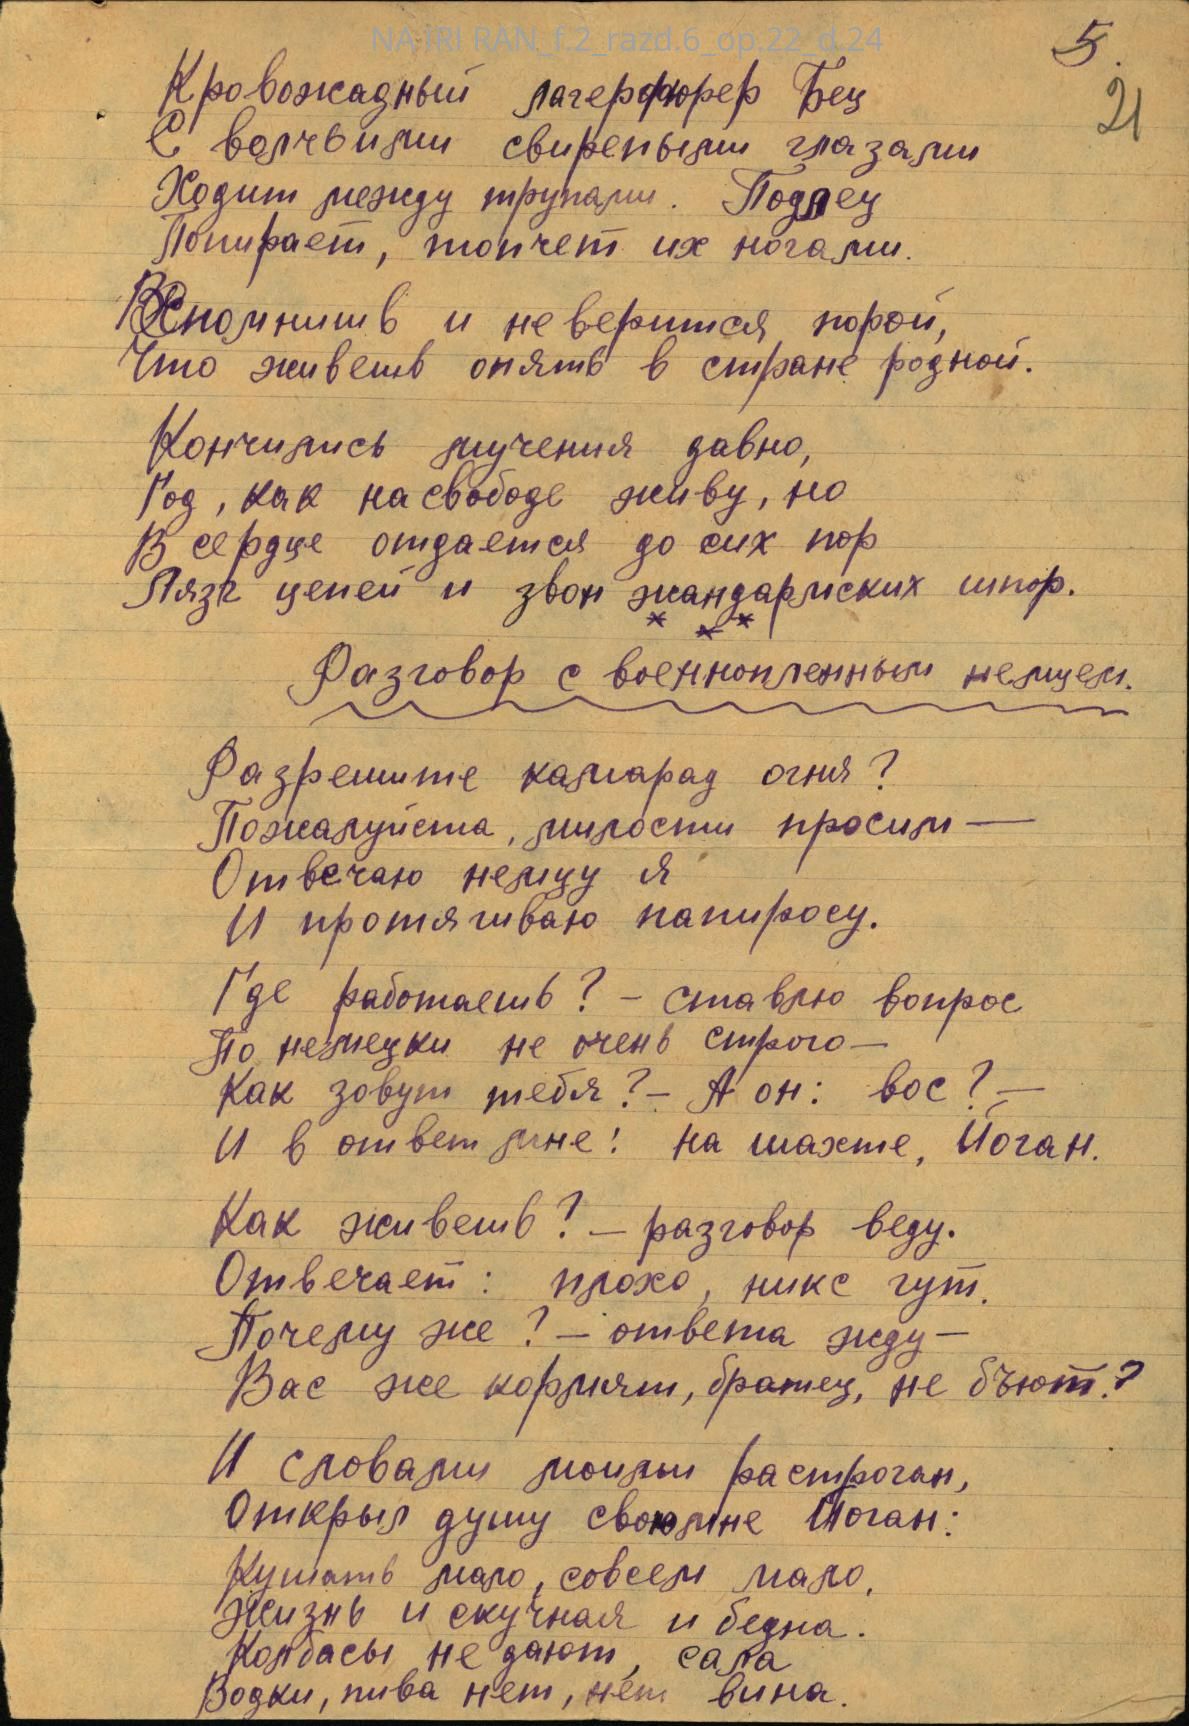 NA IRI RAN_f.2_razd.6_op.22_d.24
5.
21
Кровожадный лагерфюрер Бец
С волчьими свирепыми глазами
Ходит между трупами. Подлец
Попирает, топчет их ногами.
Вспомнишь и не верится порой,
Что живешь опять в стране родной.
Кончились мучения давно,
Год, как на свободе живу, но
В сердце отдается до сих пор
Лязг цепей и звон жандармских шпор.
* * *
Разговор с военнопленным немцем.
Разрешите камарад огня?
Пожалуйста, милости просим —
Отвечаю немцу я
И протягиваю папиросу.
Где работаешь? – ставлю вопрос
По немецки не очень строго —
Как зовут тебя? – А он: вос? —
И в ответ мне: на шахте, Йоган.
Как живешь? – разговор веду.
Отвечает: плохо, никс гут.
Почему же? – ответа жду –
Вас же кормят, братец, не бъют.?
И словами моими растроган,
Открыл душу свою мне Йоган:
Кушать мало, совсем мало,
Жизнь и скучная и бедна.
Колбасы не дают, сала
Водки, пива нет, нет вина.